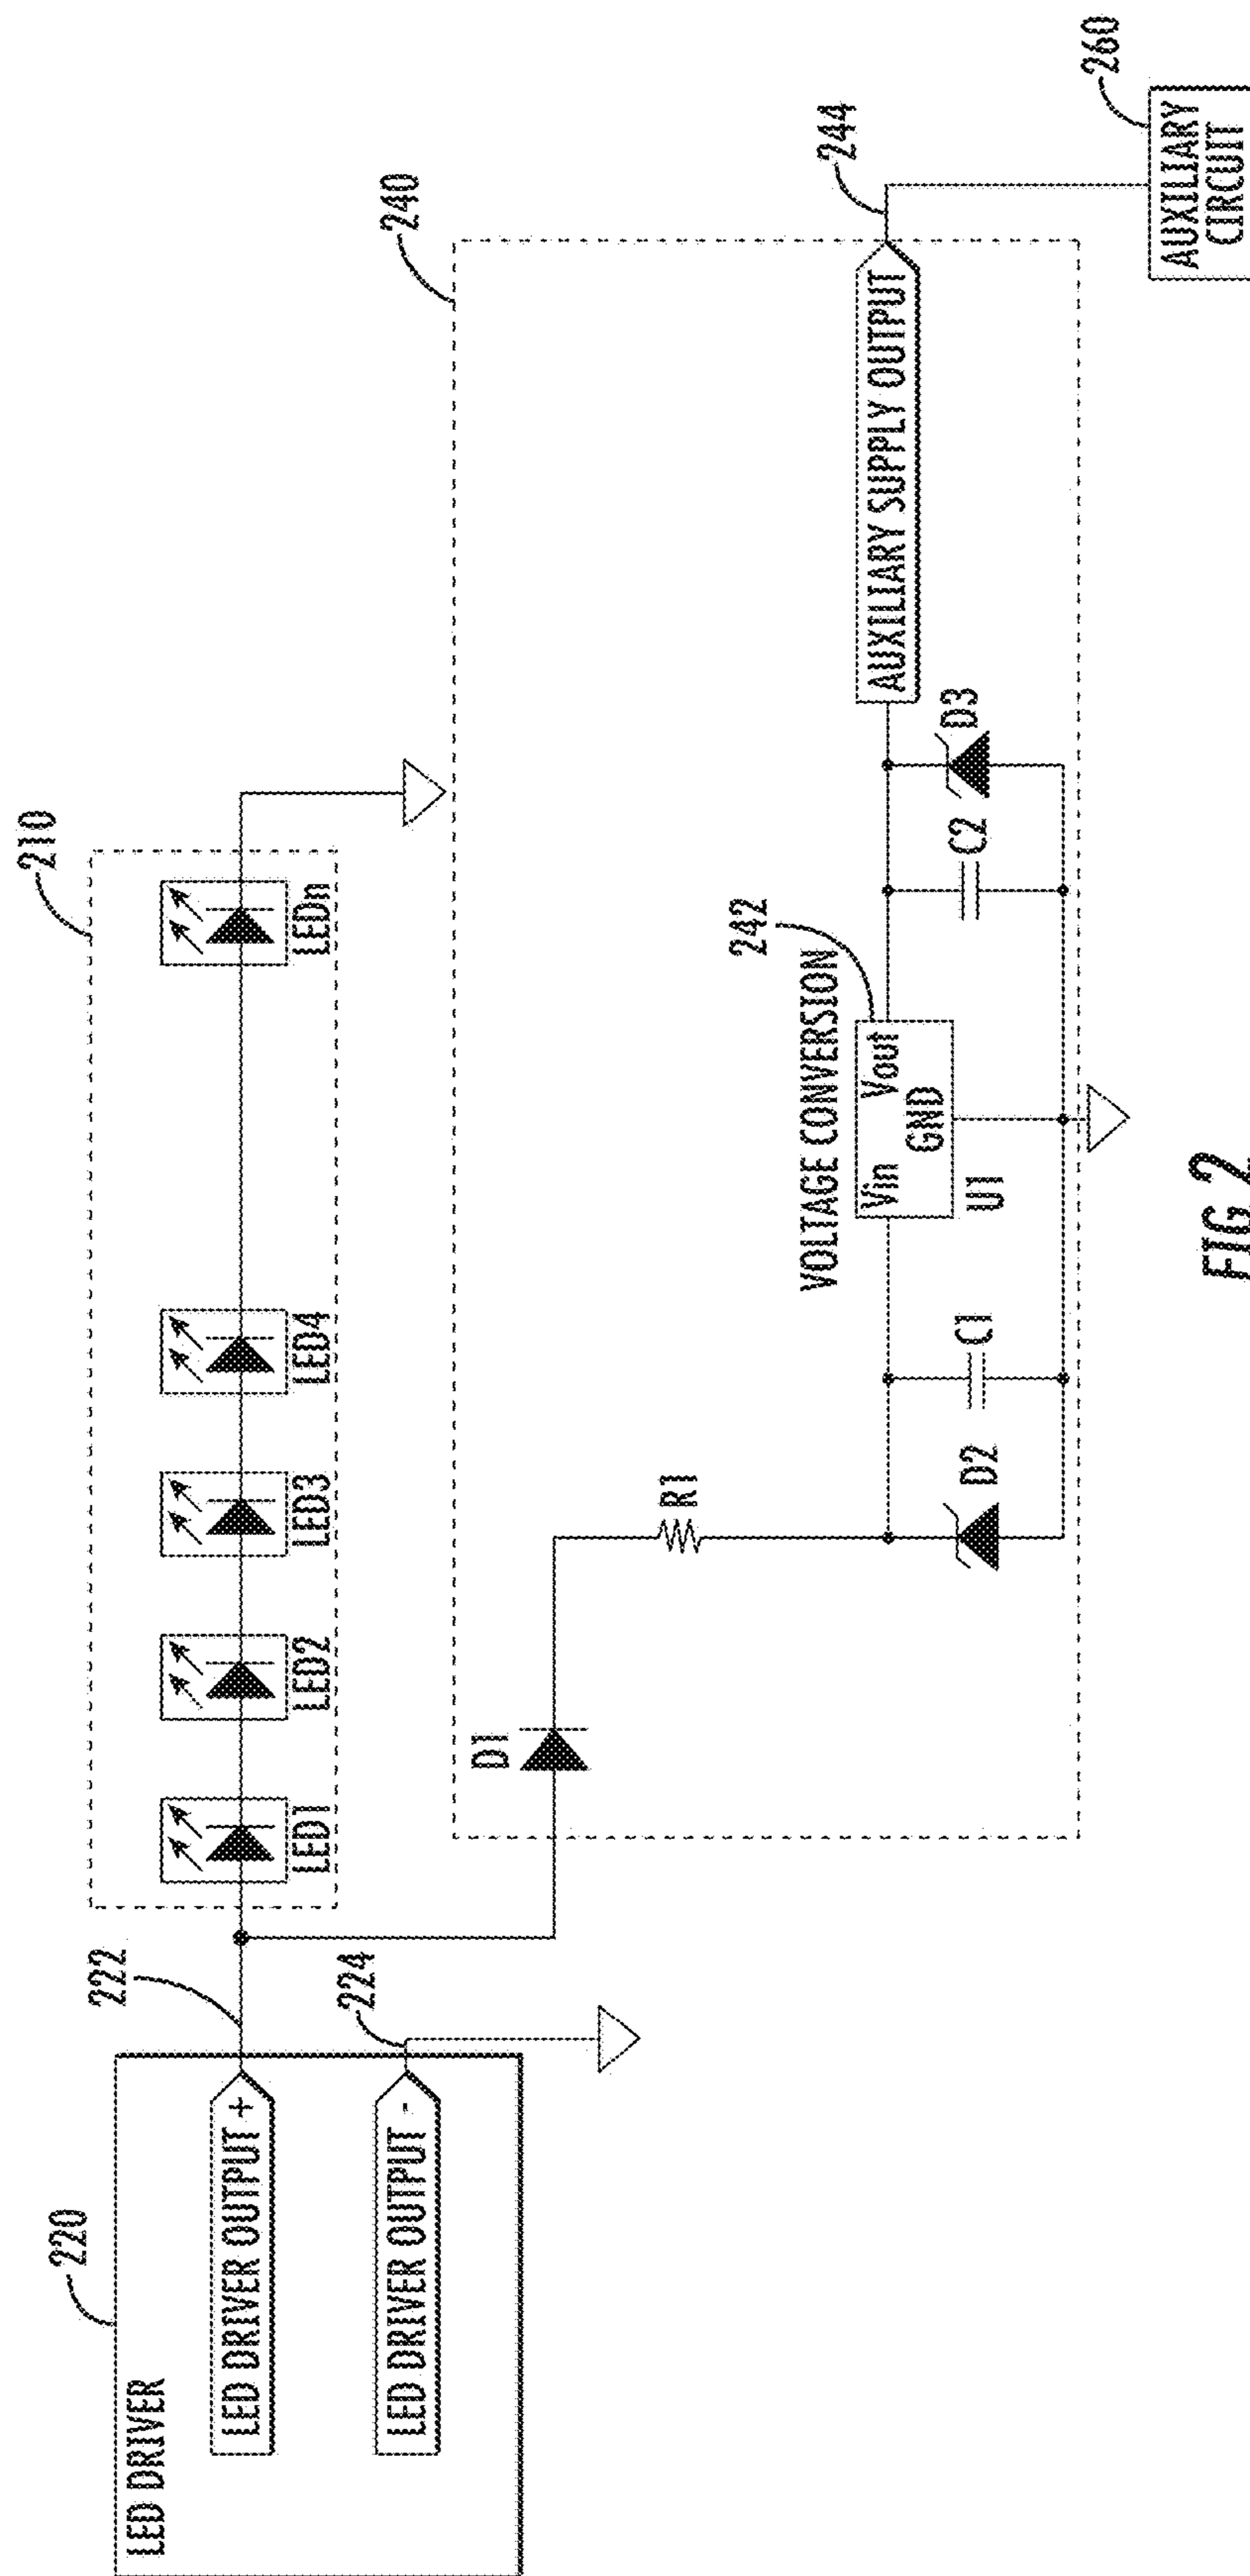 220
LED DRIVER
LED DRIVER OUTPUT +
LED DRIVER OUTPUT -
222
224
210
LED1
LED2
LED3
LED4
LEDn
240
D1
R1
D2
C1
VOLTAGE CONVERSION
242
Vin
Vout
GND
U1
C2
D3
AUXILIARY SUPPLY OUTPUT
244
260
AUXILIARY
CIRCUIT
FIG 2